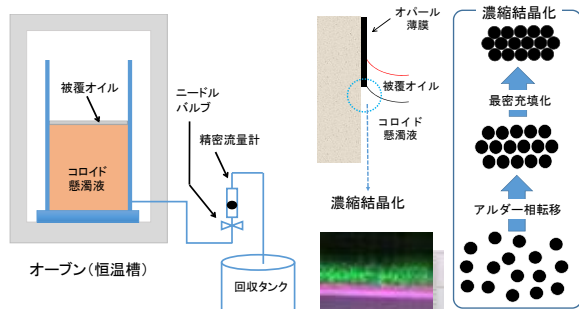 被覆オイル
コロイド
懸濁液
オーブン（恒温槽）
ニードル
バルブ
精密流量計
回収タンク
オパール
薄膜
被覆オイル
コロイド
懸濁液
濃縮結晶化
濃縮結晶化
最密充填化
アルダー相転移